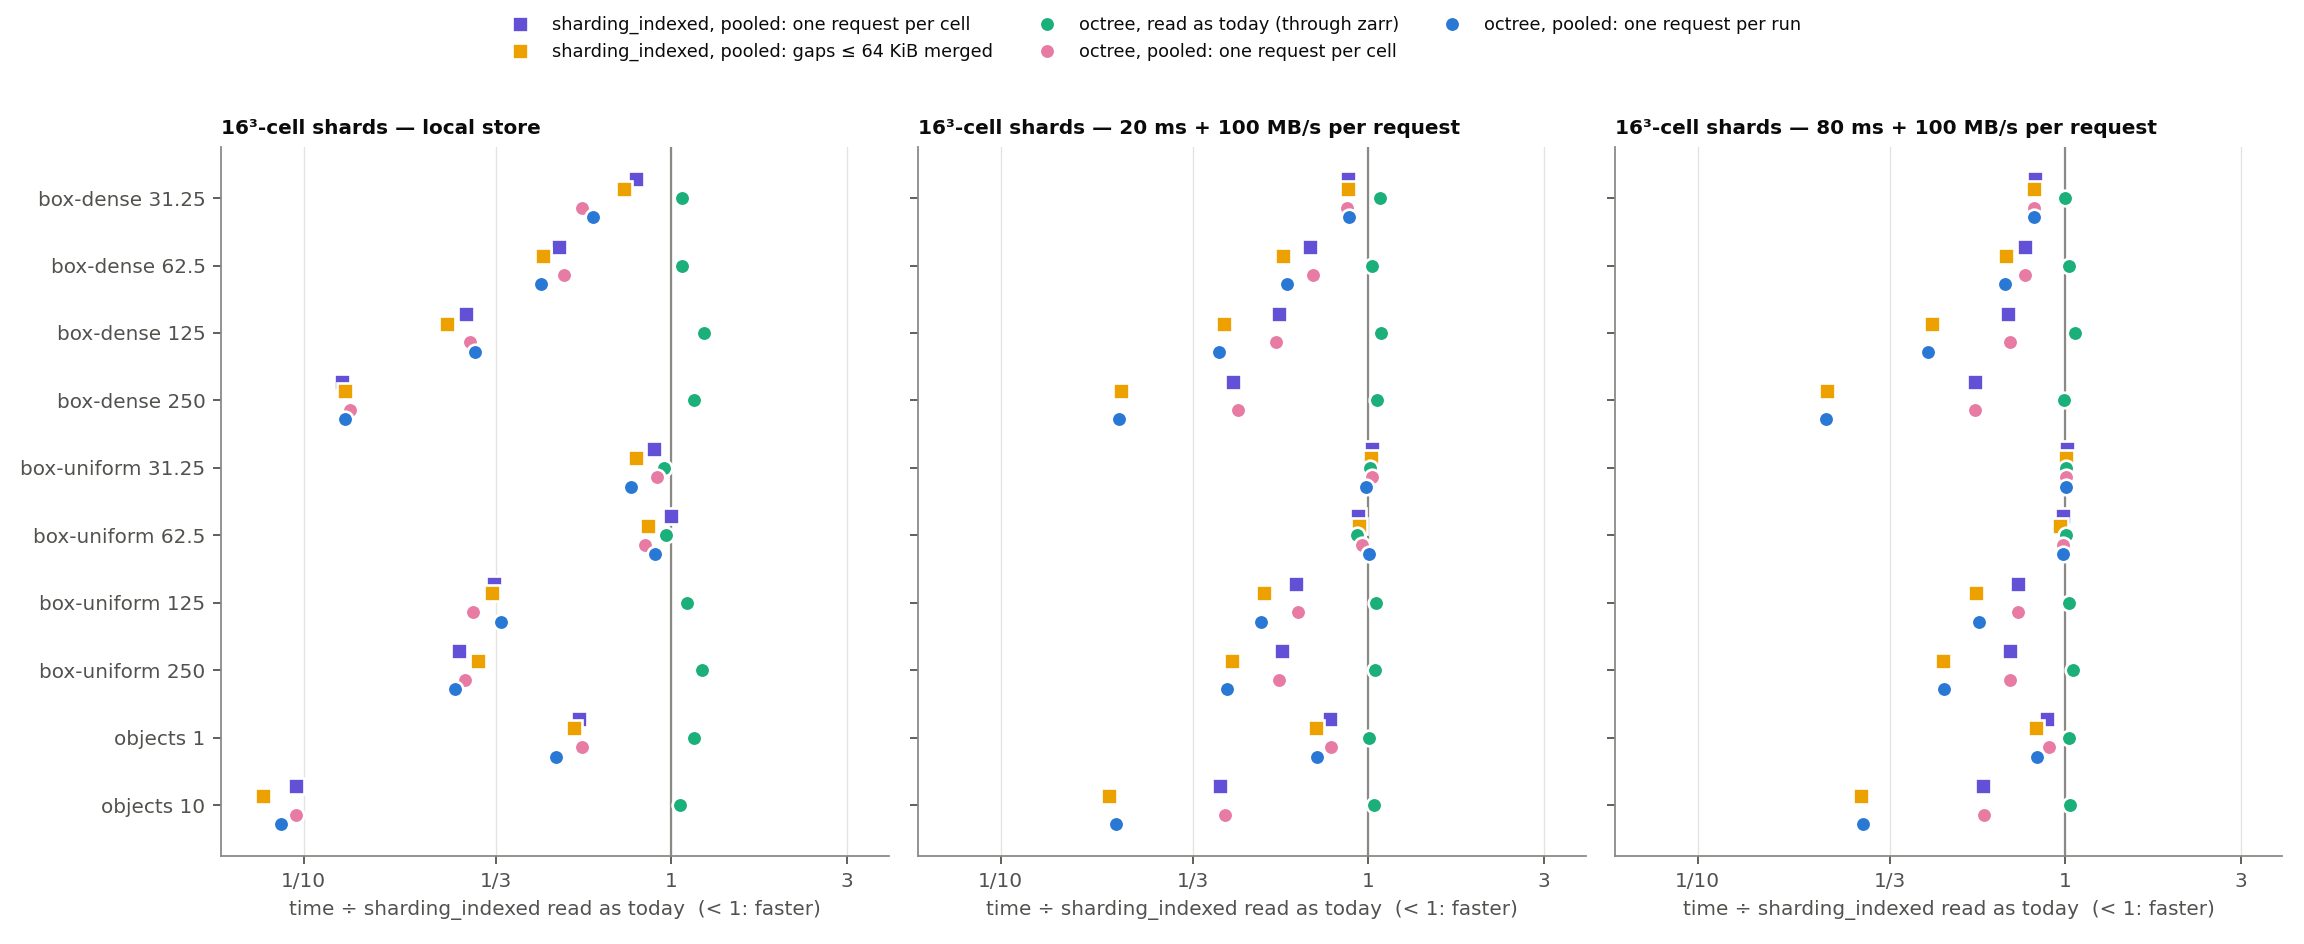 sharding_indexed, pooled: one request per cell
sharding_indexed, pooled: gaps ≤ 64 KiB merged
octree, read as today (through zarr)
octree, pooled: one request per cell
octree, pooled: one request per run
16³-cell shards — local store
16³-cell shards — 20 ms + 100 MB/s per request
16³-cell shards — 80 ms + 100 MB/s per request
box-dense 31.25
box-dense 62.5
box-dense 125
box-dense 250
box-uniform 31.25
box-uniform 62.5
box-uniform 125
box-uniform 250
objects 1
objects 10
1/10 1/3 1 3
1/10 1/3 1 3
1/10 1/3 1 3
time ÷ sharding_indexed read as today (< 1: faster)
time ÷ sharding_indexed read as today (< 1: faster)
time ÷ sharding_indexed read as today (< 1: faster)